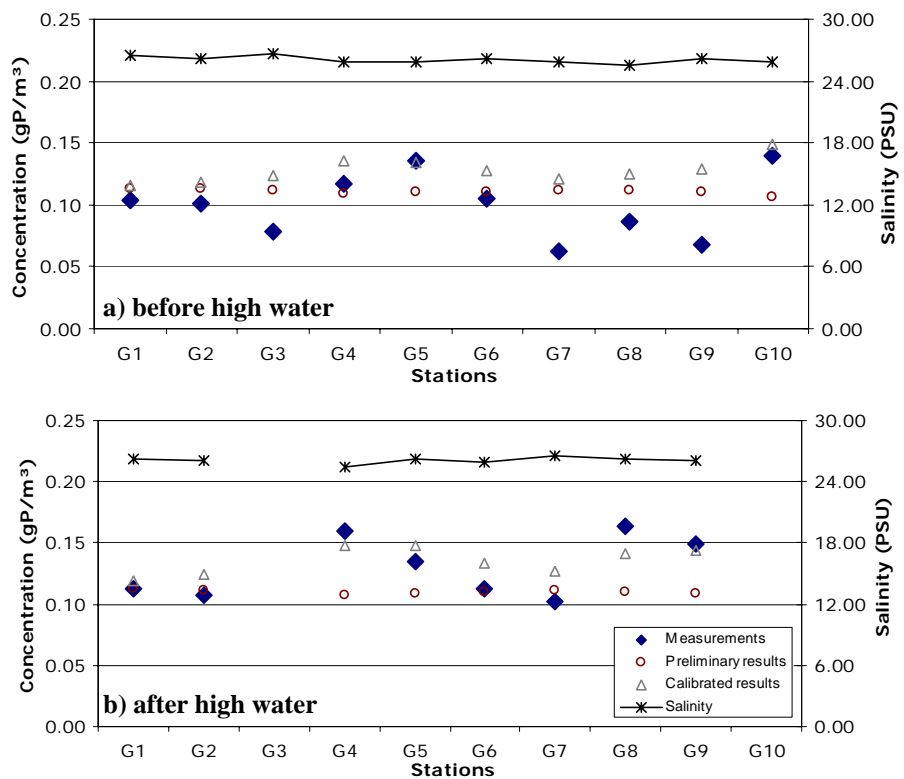 0.25
0.20
0.15
0.10
0.05
0.00
Concentration (gP/m³)
30.00
24.00
18.00
12.00
6.00
0.00
Salinity (PSU)
a) before high water
G1 G2 G3 G4 G5 G6 G7 G8 G9 G10
Stations
0.25
0.20
0.15
0.10
0.05
0.00
Concentration (gP/m³)
30.00
24.00
18.00
12.00
6.00
0.00
Salinity (PSU)
Measurements
Preliminary results
Calibrated results
Salinity
b) after high water
G1 G2 G3 G4 G5 G6 G7 G8 G9 G10
Stations